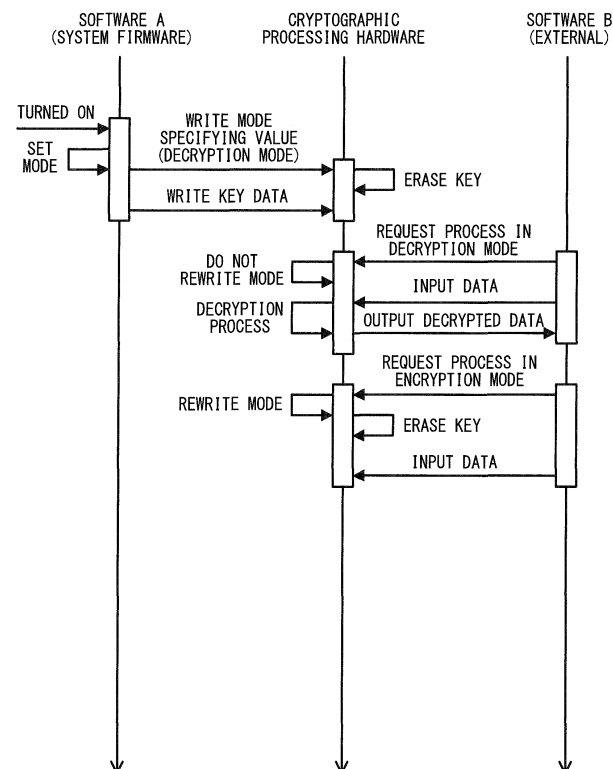 SOFTWARE A
(SYSTEM FIRMWARE)
CRYPTOGRAPHIC
PROCESSING HARDWARE
SOFTWARE B
(EXTERNAL)
TURNED ON
SET
MODE
WRITE MODE
SPECIFYING VALUE
(DECRYPTION MODE)
ERASE KEY
WRITE KEY DATA
REQUEST PROCESS IN
DECRYPTION MODE
DO NOT
REWRITE MODE
INPUT DATA
DECRYPTION
PROCESS
OUTPUT DECRYPTED DATA
REQUEST PROCESS IN
ENCRYPTION MODE
REWRITE MODE
ERASE KEY
INPUT DATA